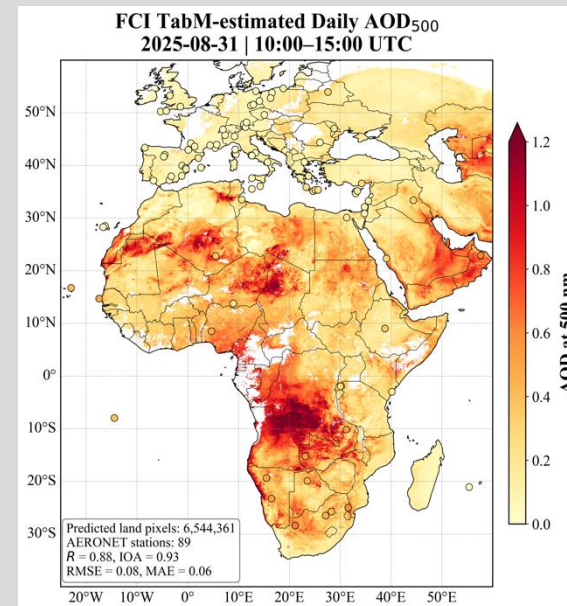 FCI TabM-estimated Daily AOD500
2025-08-31 | 10:00–15:00 UTC
50°N
40°N
30°N
20°N
10°N
0°
10°S
20°S
30°S
20°W
10°W
0°
10°E
20°E
30°E
40°E
50°E
Predicted land pixels: 6,544,361
AERONET stations: 89
R = 0.88, IOA = 0.93
RMSE = 0.08, MAE = 0.06
1.2
1.0
0.8
0.6
0.4
0.2
0.0
AOD at 500 nm